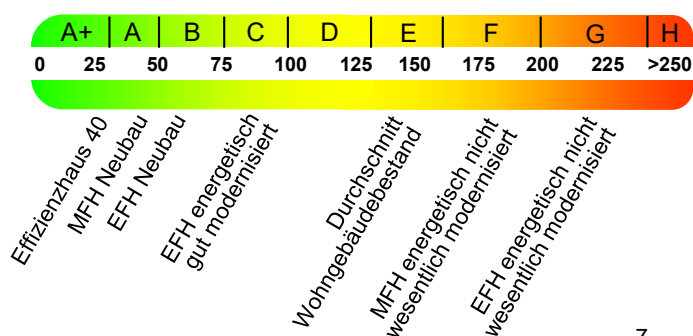 A+ A B C D E F G H
0 25 50 75 100 125 150 175 200 225 >250
Effizienzhaus 40
MFH Neubau
EFH Neubau
EFH energetisch
gut modernisiert
Durchschnitt
Wohngebäudebestand
MFH energetisch nicht
wesentlich modernisiert
EFH energetisch nicht
wesentlich modernisiert